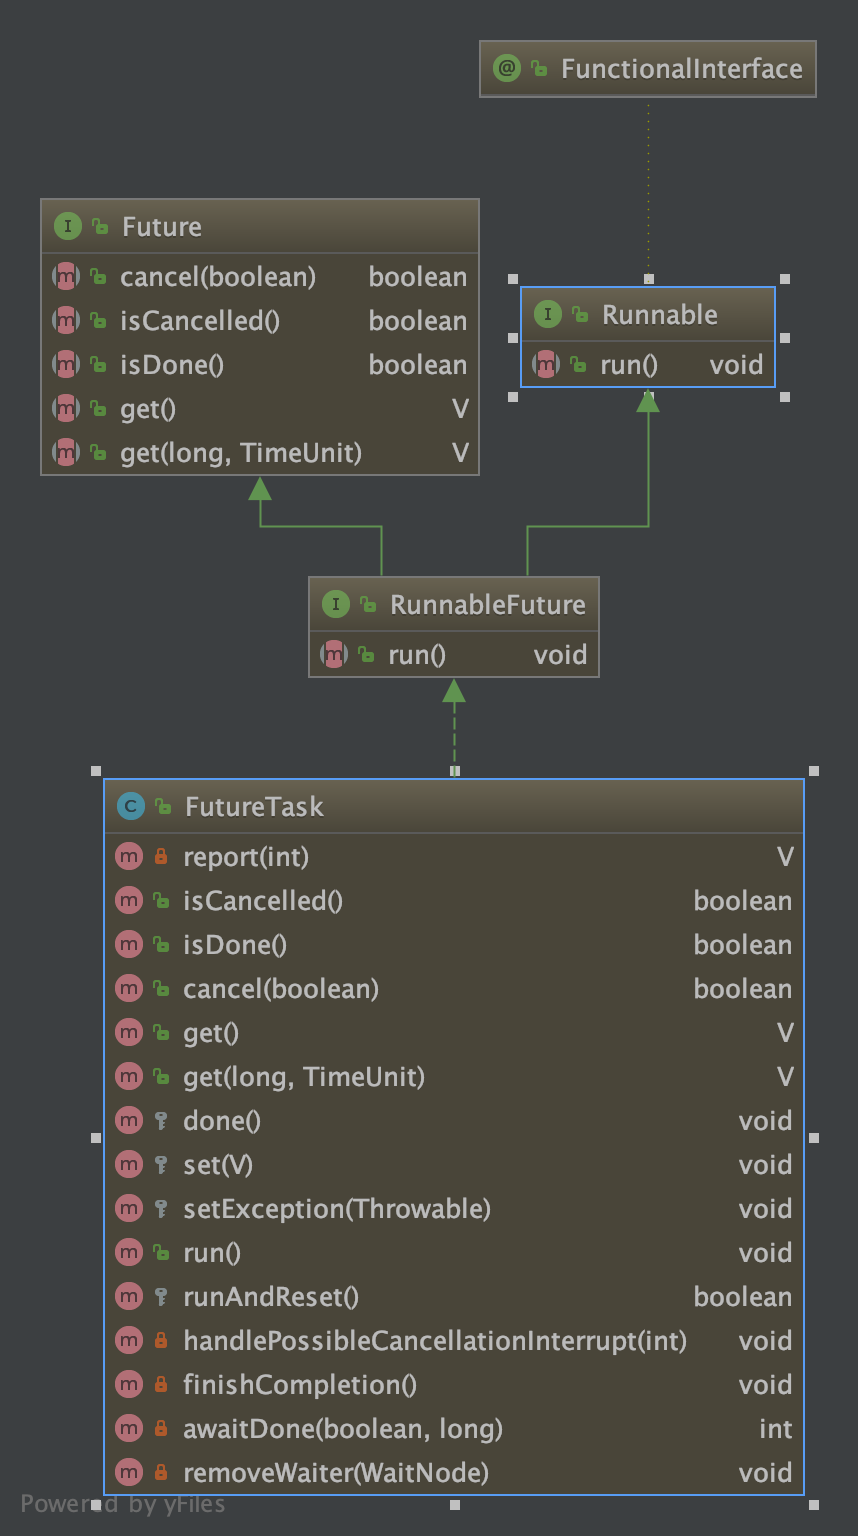 @ FunctionalInterface
I Future
m cancel(boolean) boolean
m isCancelled() boolean
m isDone() boolean
m get() V
m get(long, TimeUnit) V
I Runnable
m run() void
I RunnableFuture
m run() void
C FutureTask
m report(int) V
m isCancelled() boolean
m isDone() boolean
m cancel(boolean) boolean
m get() V
m get(long, TimeUnit) V
m done() void
m set(V) void
m setException(Throwable) void
m run() void
m runAndReset() boolean
m handlePossibleCancellationInterrupt(int) void
m finishCompletion() void
m awaitDone(boolean, long) int
m removeWaiter(WaitNode) void
Powered by yFiles